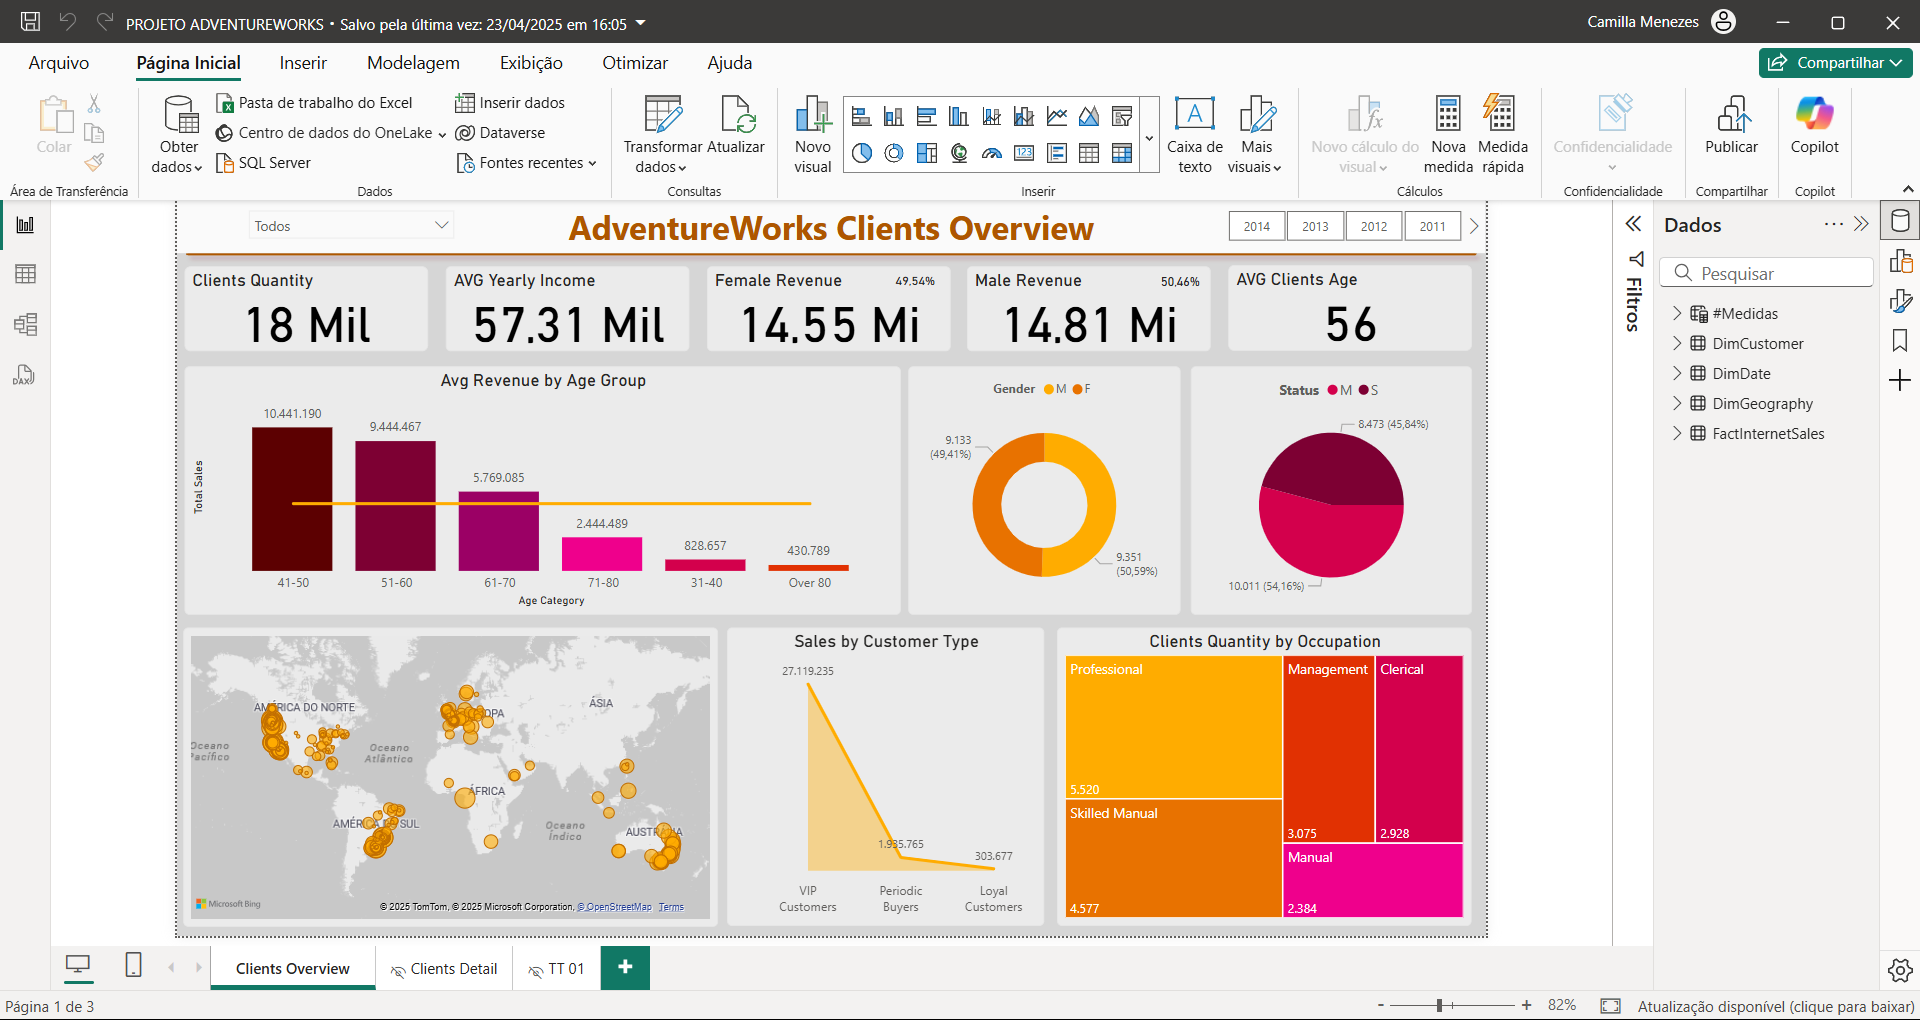 PROJETO ADVENTUREWORKS • Salvo pela última vez: 23/04/2025 em 16:05
Camilla Menezes
Arquivo
Página Inicial
Inserir
Modelagem
Exibição
Otimizar
Ajuda
Compartilhar
Colar
Área de Transferência
Obter
dados
Pasta de trabalho do Excel
Centro de dados do OneLake
SQL Server
Inserir dados
Dataverse
Fontes recentes
Dados
Transformar
dados
Atualizar
Consultas
Novo
visual
123
A
Caixa de
texto
Mais
visuais
Inserir
Novo cálculo do
visual
Nova
medida
Medida
rápida
Cálculos
Confidencialidade
Confidencialidade
Publicar
Compartilhar
Copilot
Copilot
DAX
Todos
AdventureWorks Clients Overview
2014
2013
2012
2011
Clients Quantity
18 Mil
AVG Yearly Income
57,31 Mil
Female Revenue
49,54%
14,55 Mi
Male Revenue
50,46%
14,81 Mi
AVG Clients Age
56
Avg Revenue by Age Group
Total Sales
10.441.190
9.444.467
5.769.085
2.444.489
828.657
430.789
41-50
51-60
61-70
71-80
31-40
Over 80
Age Category
Gender
M
F
9.133
(49,41%)
9.351
(50,59%)
Status
M
S
8.473 (45,84%)
10.011 (54,16%)
AMÉRICA DO NORTE
OPA
ÁSIA
Oceano
Pacífico
Oceano
Atlântico
ÁFRICA
AMÉRICA DO SUL
Oceano
Índico
AUSTRÁLIA
Microsoft Bing
© 2025 TomTom, © 2025 Microsoft Corporation, © OpenStreetMap
Terms
Sales by Customer Type
27.119.235
1.935.765
303.677
VIP
Customers
Periodic
Buyers
Loyal
Customers
Clients Quantity by Occupation
Professional
5.520
Skilled Manual
4.577
Management
3.075
Clerical
2.928
Manual
2.384
Filtros
Dados
Pesquisar
#Medidas
DimCustomer
DimDate
DimGeography
FactInternetSales
Clients Overview
Clients Detail
TT 01
Página 1 de 3
82%
Atualização disponível (clique para baixar)